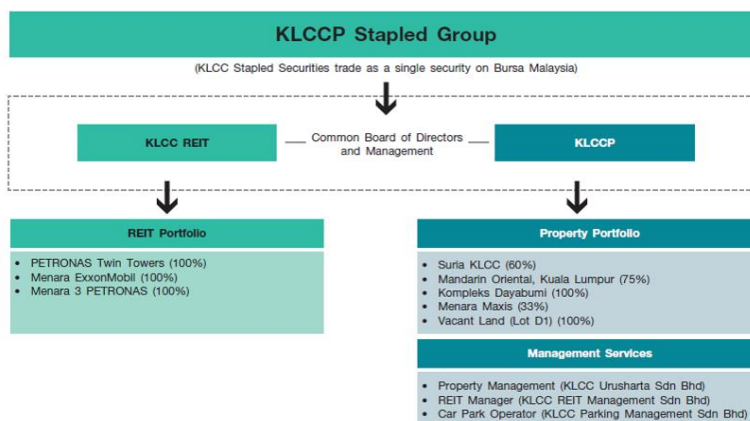 KLCCP Stapled Group
(KLCC Stapled Securities trade as a single security on Bursa Malaysia)
KLCC REIT
Common Board of Directors
and Management
KLCCP
REIT Portfolio
• PETRONAS Twin Towers (100%)
• Menara ExxonMobil (100%)
• Menara 3 PETRONAS (100%)
Property Portfolio
• Suria KLCC (60%)
• Mandarin Oriental, Kuala Lumpur (75%)
• Kompleks Dayabumi (100%)
• Menara Maxis (33%)
• Vacant Land (Lot D1) (100%)
Management Services
• Property Management (KLCC Urusharta Sdn Bhd)
• REIT Manager (KLCC REIT Management Sdn Bhd)
• Car Park Operator (KLCC Parking Management Sdn Bhd)